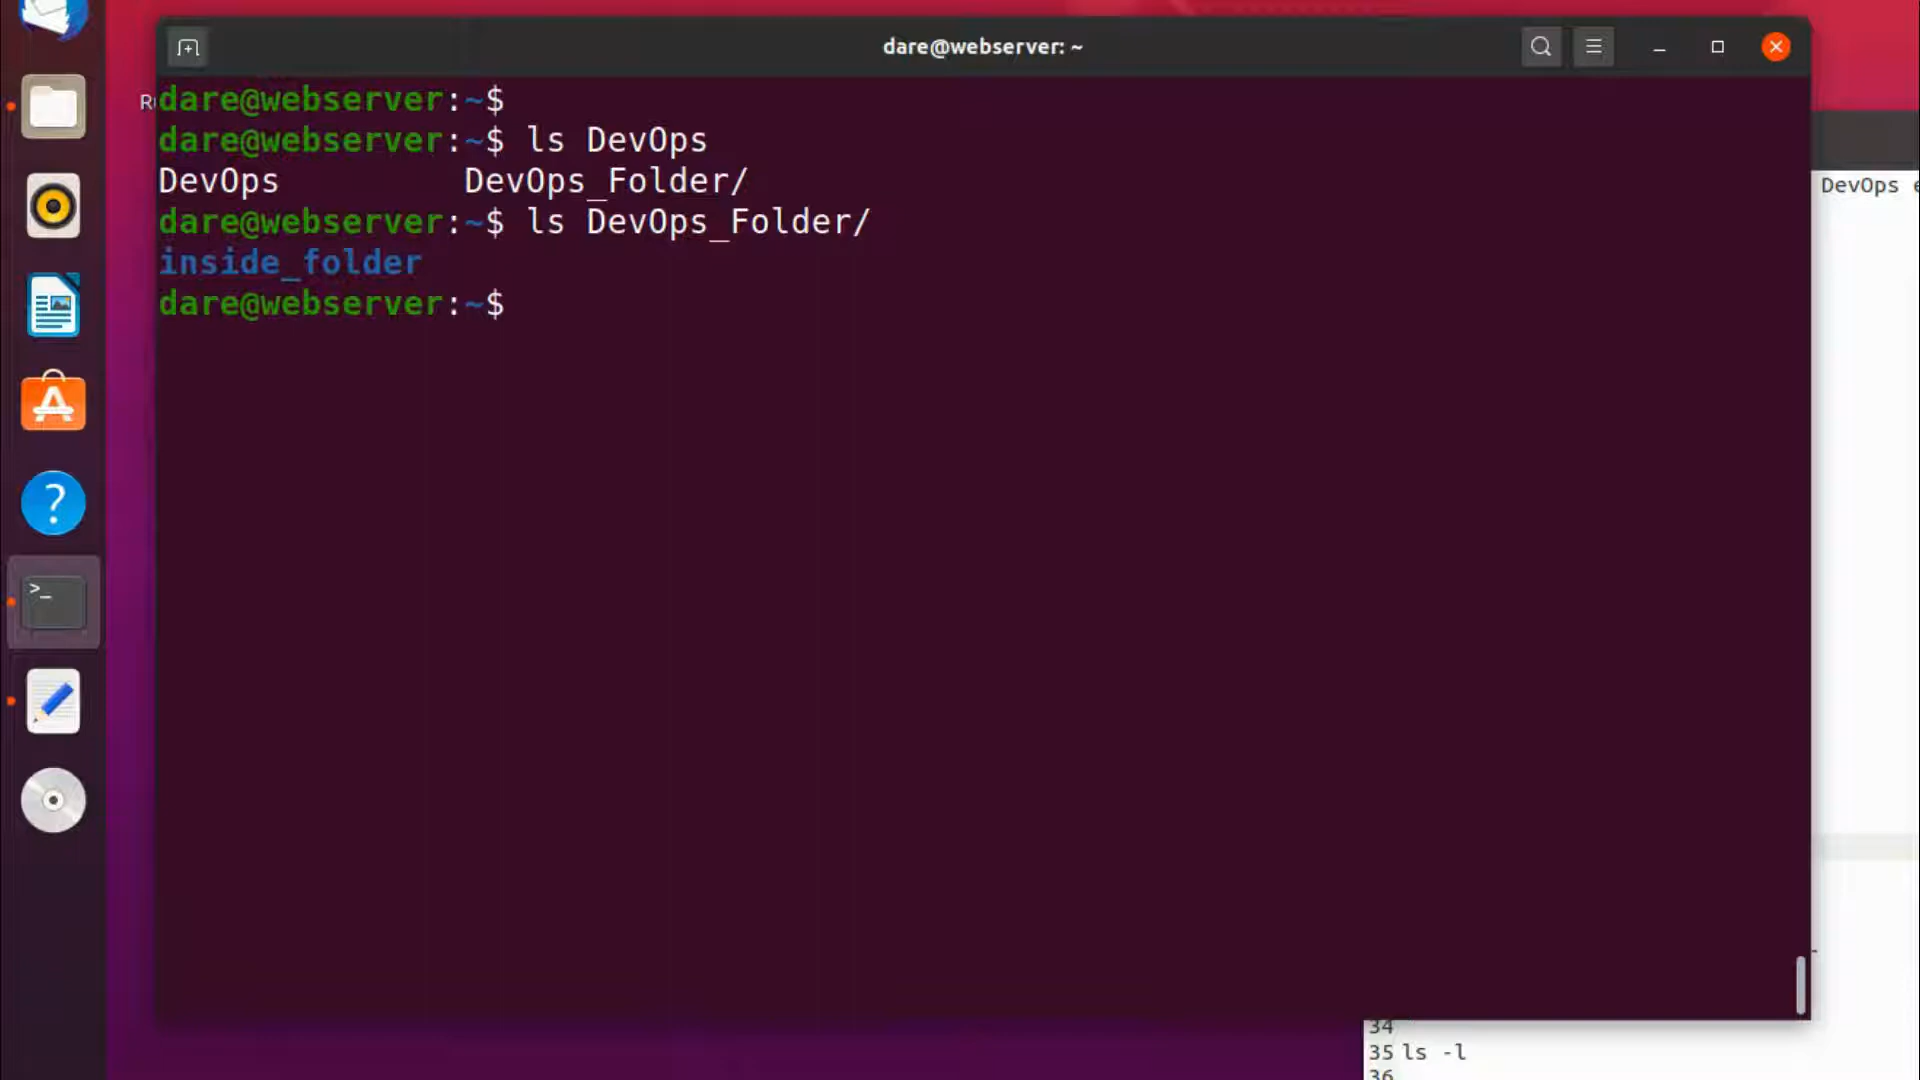 dare@webserver: ~
dare@webserver:~$
dare@webserver:~$ ls DevOps
DevOps DevOps_Folder/
dare@webserver:~$ ls DevOps_Folder/
inside_folder
dare@webserver:~$
DevOps
34
35 ls -l
36